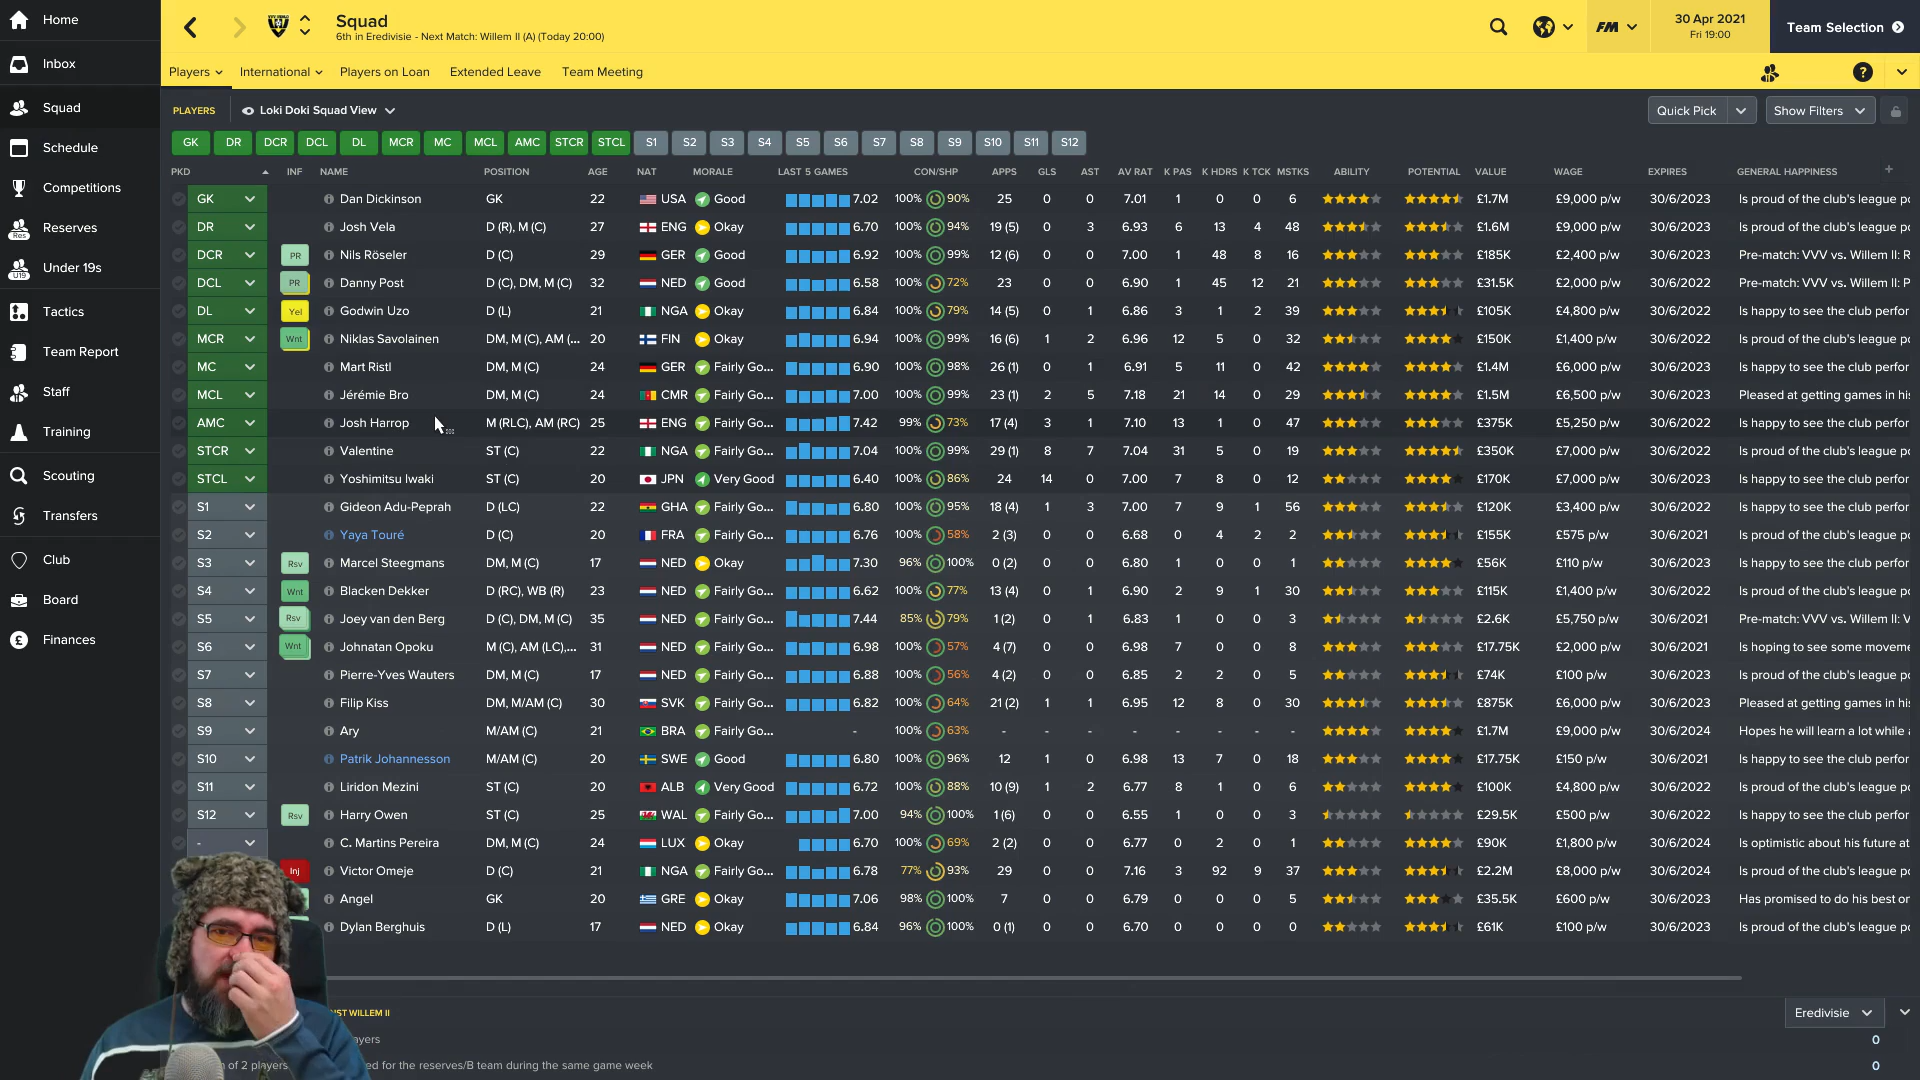 Home
Inbox
Squad
Schedule
Competitions
Reserves
Under 19s
Tactics
Team Report
Staff
Training
Scouting
Transfers
Club
Board
Finances
Squad
6th in Eredivisie - Next Match: Willem II (A) (Today 20:00)
FM
30 Apr 2021
Fri 19:00
Team Selection
Players International Players on Loan Extended Leave Team Meeting
PLAYERS Loki Doki Squad View Quick Pick Show Filters
GK DR DCR DCL DL MCR MC MCL AMC STCR STCL S1 S2 S3 S4 S5 S6 S7 S8 S9 S10 S11 S12
PKD INF NAME POSITION AGE NAT MORALE LAST 5 GAMES CON/SHP APPS GLS AST AV RAT K PAS K HDRS K TCK MSTKS ABILITY POTENTIAL VALUE WAGE EXPIRES GENERAL HAPPINESS
GK Dan Dickinson GK 22 USA Good 7.02 100% 90% 25 0 0 7.01 1 0 0 6 £1.7M £9,000 p/w 30/6/2023 Is proud of the club's league po
DR Josh Vela D (R), M (C) 27 ENG Okay 6.70 100% 94% 19 (5) 0 3 6.93 6 13 4 48 £1.6M £9,000 p/w 30/6/2023 Is proud of the club's league po
DCR PR Nils Röseler D (C) 29 GER Good 6.92 100% 99% 12 (6) 0 0 7.00 1 48 8 16 £185K £2,400 p/w 30/6/2023 Pre-match: VVV vs. Willem II: R
DCL PR Danny Post D (C), DM, M (C) 32 NED Good 6.58 100% 72% 23 0 0 6.90 1 45 12 21 £31.5K £2,000 p/w 30/6/2022 Pre-match: VVV vs. Willem II: P
DL Yel Godwin Uzo D (L) 21 NGA Okay 6.84 100% 79% 14 (5) 0 1 6.86 3 1 2 39 £105K £4,800 p/w 30/6/2022 Is happy to see the club perfor
MCR Wnt Niklas Savolainen DM, M (C), AM (... 20 FIN Okay 6.94 100% 99% 16 (6) 1 2 6.96 12 5 0 32 £150K £1,400 p/w 30/6/2022 Is proud of the club's league po
MC Mart Ristl DM, M (C) 24 GER Fairly Go... 6.90 100% 98% 26 (1) 0 1 6.91 5 11 0 42 £1.4M £6,000 p/w 30/6/2023 Is proud of the club's league po
MCL Jérémie Bro DM, M (C) 24 CMR Fairly Go... 7.00 100% 99% 23 (1) 2 5 7.18 21 14 0 29 £1.5M £6,500 p/w 30/6/2023 Pleased at getting games in his
AMC Josh Harrop M (RLC), AM (RC) 25 ENG Fairly Go... 7.42 99% 73% 17 (4) 3 1 7.10 13 1 0 47 £375K £5,250 p/w 30/6/2023 Is proud of the club's league po
STCR Valentine ST (C) 22 NGA Fairly Go... 7.04 100% 99% 29 (1) 8 7 7.04 31 5 0 19 £350K £7,000 p/w 30/6/2023 Is proud of the club's league po
STCL Yoshimitsu Iwaki ST (C) 20 JPN Very Good 6.40 100% 86% 24 14 0 7.00 7 8 0 12 £170K £7,000 p/w 30/6/2023 Is proud of the club's league po
S1 Gideon Adu-Peprah D (LC) 22 GHA Fairly Go... 6.80 100% 95% 18 (4) 1 3 7.00 7 9 1 56 £120K £3,400 p/w 30/6/2022 Is happy to see the club perfor
S2 Yaya Touré D (C) 20 FRA Fairly Go... 6.76 100% 58% 2 (3) 0 0 6.68 0 4 2 2 £155K £575 p/w 30/6/2021 Is happy to see the club perfor
S3 Rsv Marcel Steegmans DM, M (C) 17 NED Okay 7.30 96% 100% 0 (2) 0 0 6.80 1 0 0 1 £56K £110 p/w 30/6/2023 Is happy to see the club perfor
S4 Wnt Blacken Dekker D (RC), WB (R) 23 NED Fairly Go... 6.62 100% 77% 13 (4) 0 1 6.90 2 9 1 30 £115K £1,400 p/w 30/6/2022 Is happy to see the club perfor
S5 Rsv Joey van den Berg D (C), DM, M (C) 35 NED Fairly Go... 7.44 85% 79% 1 (2) 0 0 6.83 1 0 0 3 £2.6K £5,750 p/w 30/6/2021 Pre-match: VVV vs. Willem II: V
S6 Wnt Johnatan Opoku M (C), AM (LC),... 31 NED Fairly Go... 6.98 100% 57% 4 (7) 0 0 6.98 7 0 0 8 £17.75K £2,000 p/w 30/6/2021 Is hoping to see some moveme
S7 Pierre-Yves Wauters DM, M (C) 17 NED Fairly Go... 6.88 100% 56% 4 (2) 0 0 6.85 2 2 0 5 £74K £100 p/w 30/6/2023 Is proud of the club's league po
S8 Filip Kiss DM, M/AM (C) 30 SVK Fairly Go... 6.82 100% 64% 21 (2) 1 1 6.95 12 8 0 30 £875K £6,000 p/w 30/6/2023 Pleased at getting games in his
S9 Ary M/AM (C) 21 BRA Fairly Go... - 100% 63% - - - - - - - - £1.7M £9,000 p/w 30/6/2024 Hopes he will learn a lot while
S10 Patrik Johannesson M/AM (C) 20 SWE Good 6.80 100% 96% 12 1 0 6.98 13 7 0 18 £17.75K £150 p/w 30/6/2021 Is happy to see the club perfor
S11 Liridon Mezini ST (C) 20 ALB Very Good 6.72 100% 88% 10 (9) 1 2 6.77 8 1 0 6 £100K £4,800 p/w 30/6/2022 Is happy to see the club perfor
S12 Rsv Harry Owen ST (C) 25 WAL Fairly Go... 7.00 94% 100% 1 (6) 0 0 6.55 1 0 0 3 £29.5K £500 p/w 30/6/2022 Is happy to see the club perfor
- C. Martins Pereira DM, M (C) 24 LUX Okay 6.70 100% 69% 2 (2) 0 0 6.77 0 2 0 1 £90K £1,800 p/w 30/6/2024 Is optimistic about his future at
Inj Victor Omeje D (C) 21 NGA Fairly Go... 6.78 77% 93% 29 0 0 7.16 3 92 9 37 £2.2M £8,000 p/w 30/6/2023 Is proud of the club's league po
Angel GK 20 GRE Okay 7.06 98% 100% 7 0 0 6.79 0 0 0 5 £35.5K £600 p/w 30/6/2023 Has promised to do his best on
Dylan Berghuis D (L) 17 NED Okay 6.84 96% 100% 0 (1) 0 0 6.70 0 0 0 0 £61K £100 p/w 30/6/2023 Is proud of the club's league po
WILLEM II Eredivisie
0
of 2 players for the reserves/B team during the same game week 0